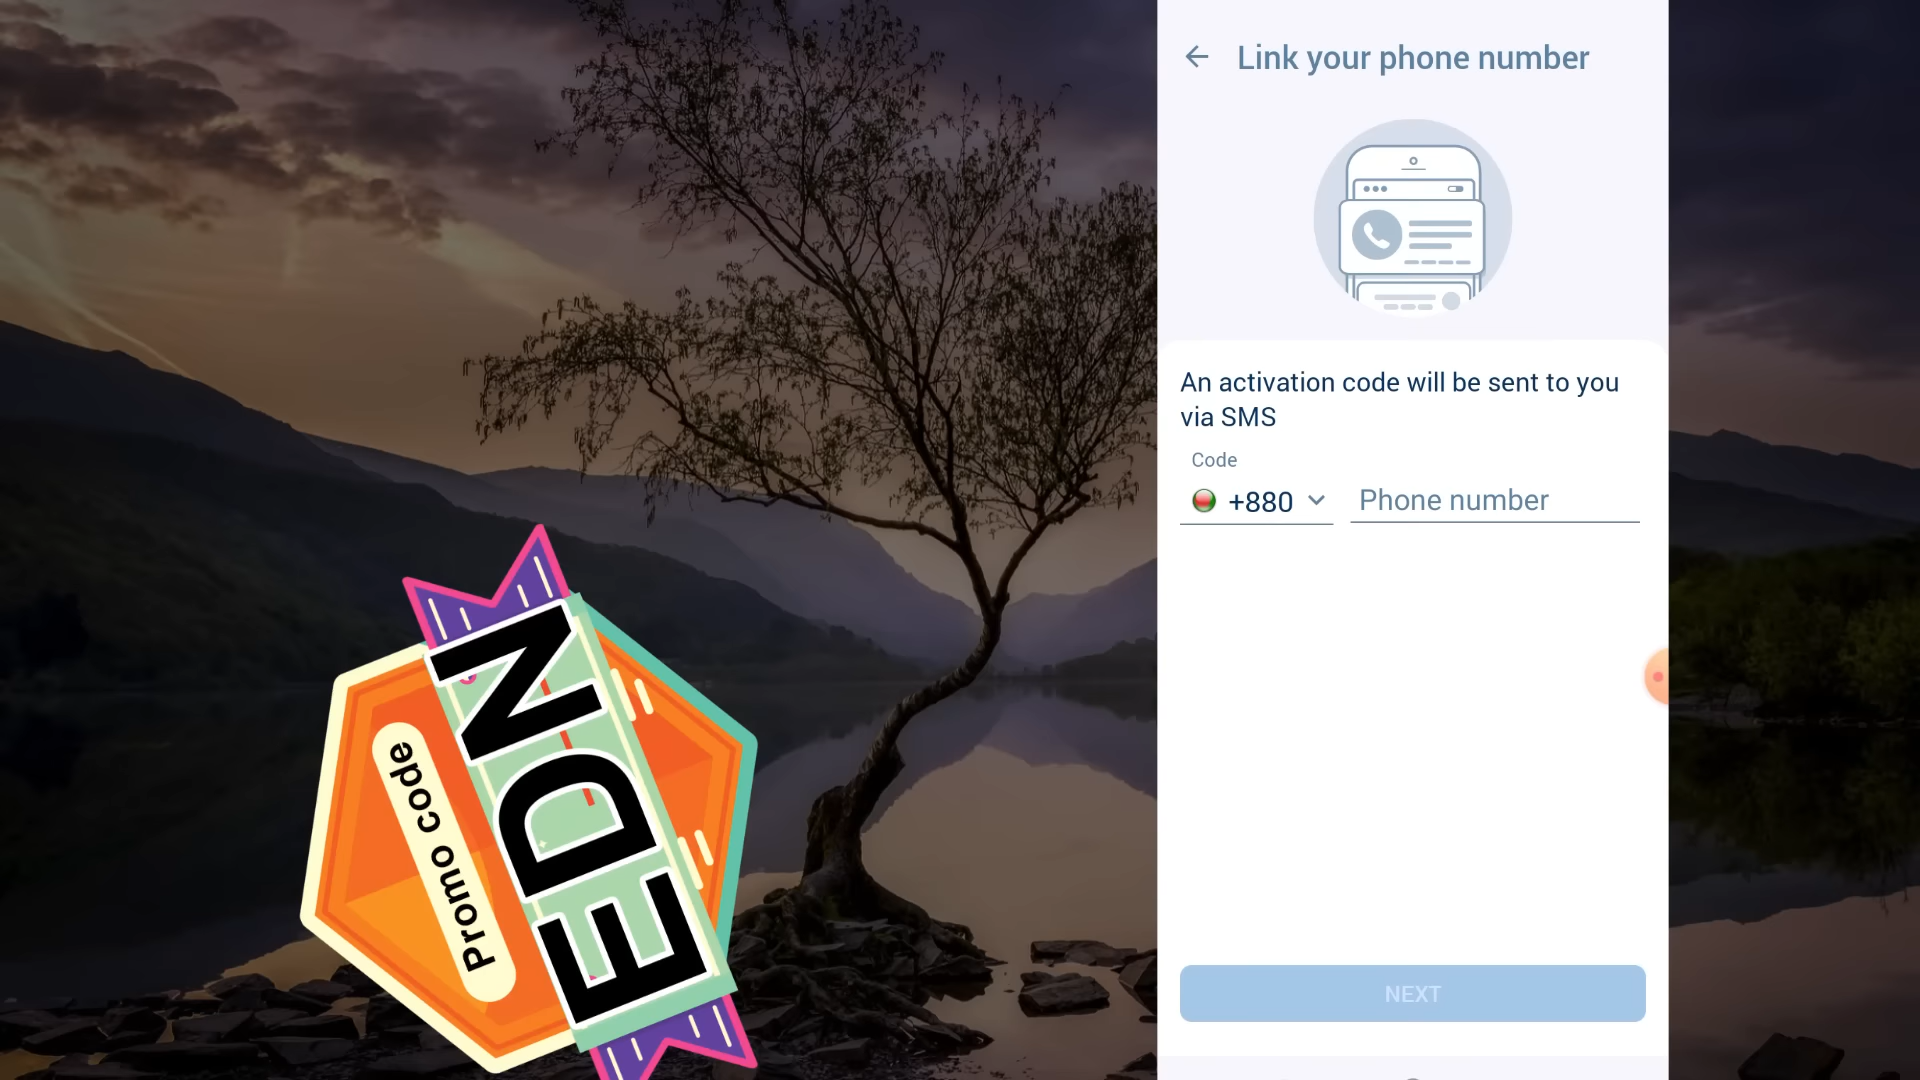 Link your phone number
An activation code will be sent to you
via SMS
Code
+880
Phone number
NEXT
Promo code
EDN